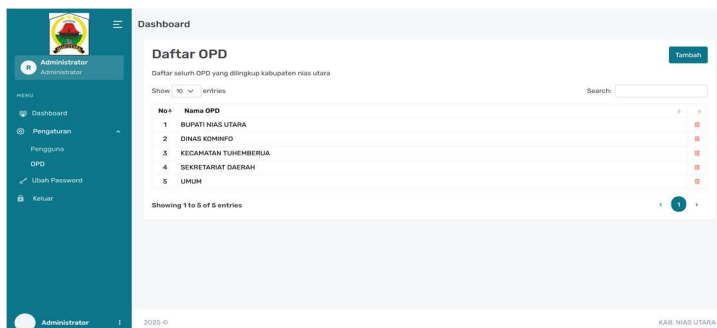 Dashboard
R
Administrator
Administrator
MENU
Dashboard
Pengaturan
Pengguna
OPD
Ubah Password
Keluar
Administrator
Daftar OPD
Tambah
Daftar selurh OPD yang dilingkup kabupaten nias utara
Show 10 entries
Search:
No Nama OPD
1 BUPATI NIAS UTARA
2 DINAS KOMINFO
3 KECAMATAN TUHEMBERUA
4 SEKRETARIAT DAERAH
5 UMUM
Showing 1 to 5 of 5 entries
1
2025 ©
KAB. NIAS UTARA